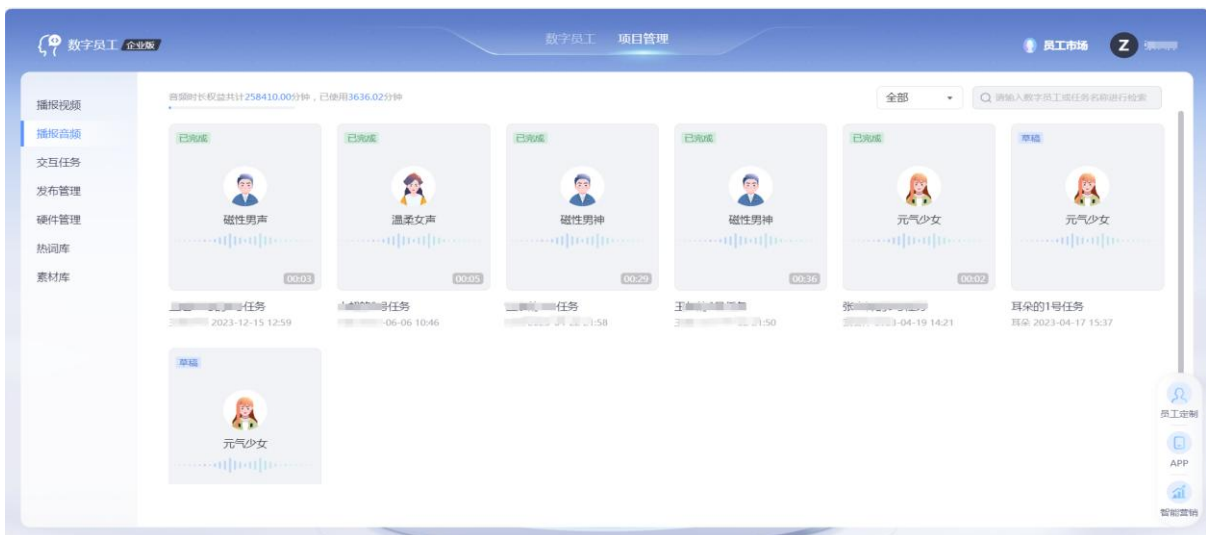 数字员工 企业版
数字员工 项目管理
员工市场 Z
播报视频
播报音频
交互任务
发布管理
硬件管理
热词库
素材库
音频时长权益共计258410.00分钟，已使用3636.02分钟
全部
请输入数字员工或任务名称进行检索
已完成
磁性男声
00:03
任务
2023-12-15 12:59
已完成
温柔女声
00:05
号任务
-06-06 10:46
已完成
磁性男神
00:29
任务
:58
已完成
磁性男神
00:36
王
:50
已完成
元气少女
00:02
张
-04-19 14:21
草稿
元气少女
耳朵的1号任务
耳朵 2023-04-17 15:37
草稿
元气少女
员工定制
APP
智能营销